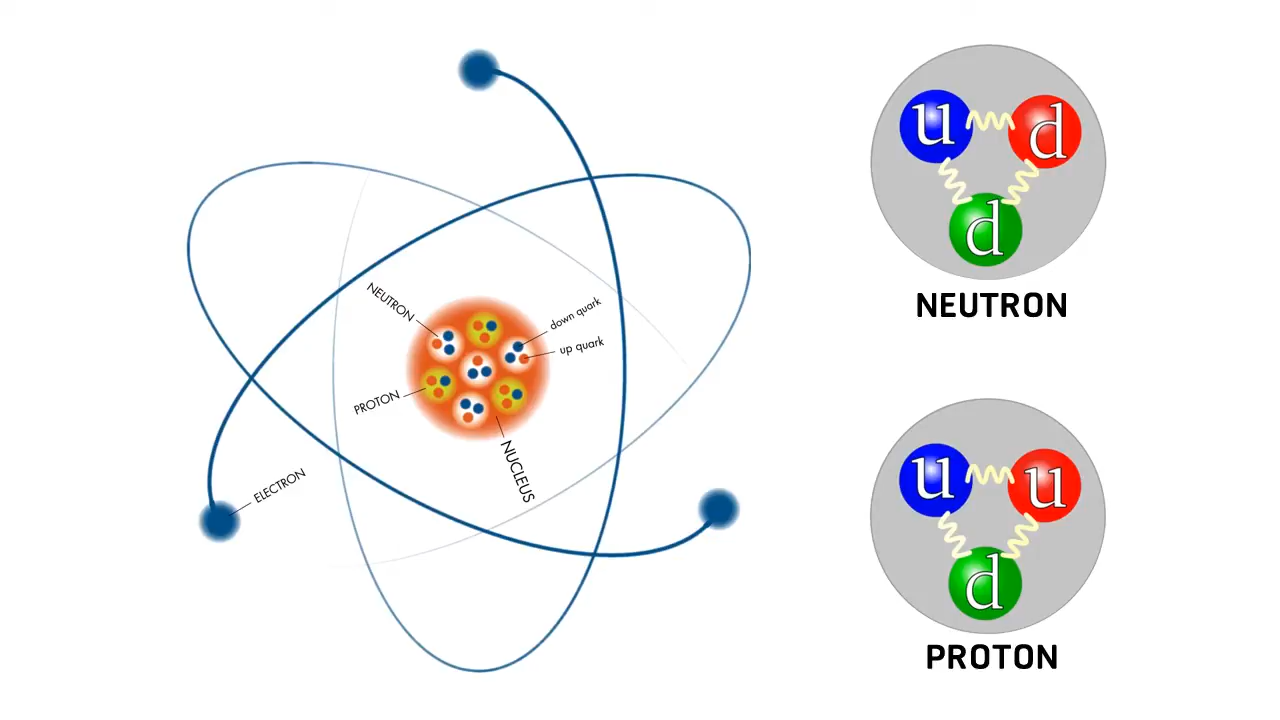 NEUTRON
down quark
up quark
PROTON
NUCLEUS
ELECTRON
u
d
d
NEUTRON
u
u
d
PROTON